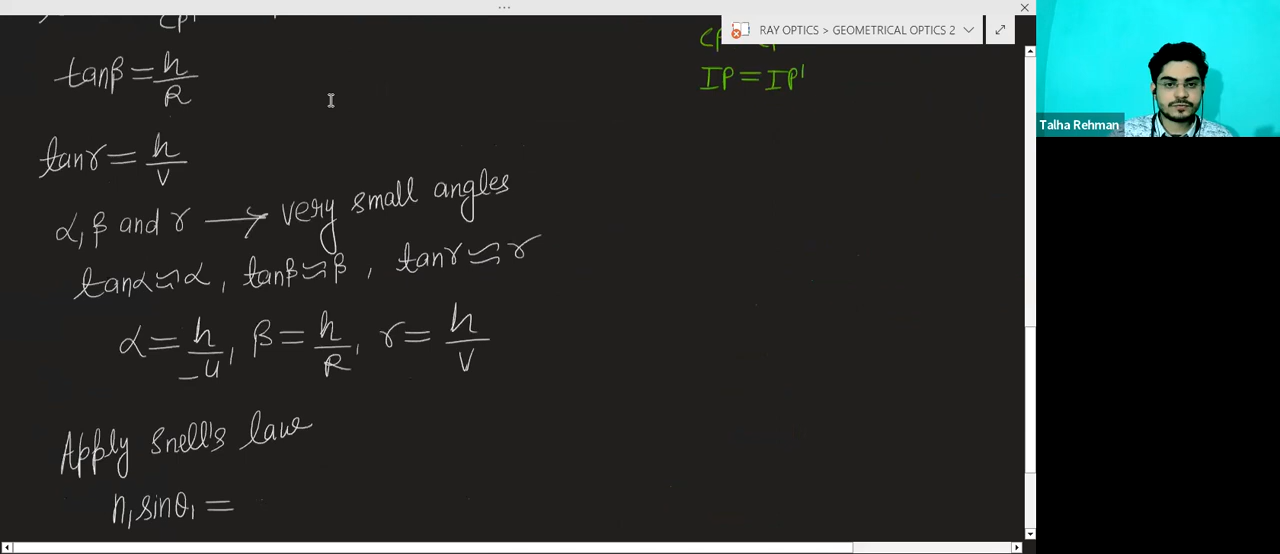 RAY OPTICS > GEOMETRICAL OPTICS 2
IP = IP'
Talha Rehman
tanβ = h/R
tanγ = h/v
α, β and γ → very small angles
tanα ≈ α, tanβ ≈ β, tanγ ≈ γ
α = h/-u, β = h/R, γ = h/v
Apply snell's law
n₁sinθ₁ =